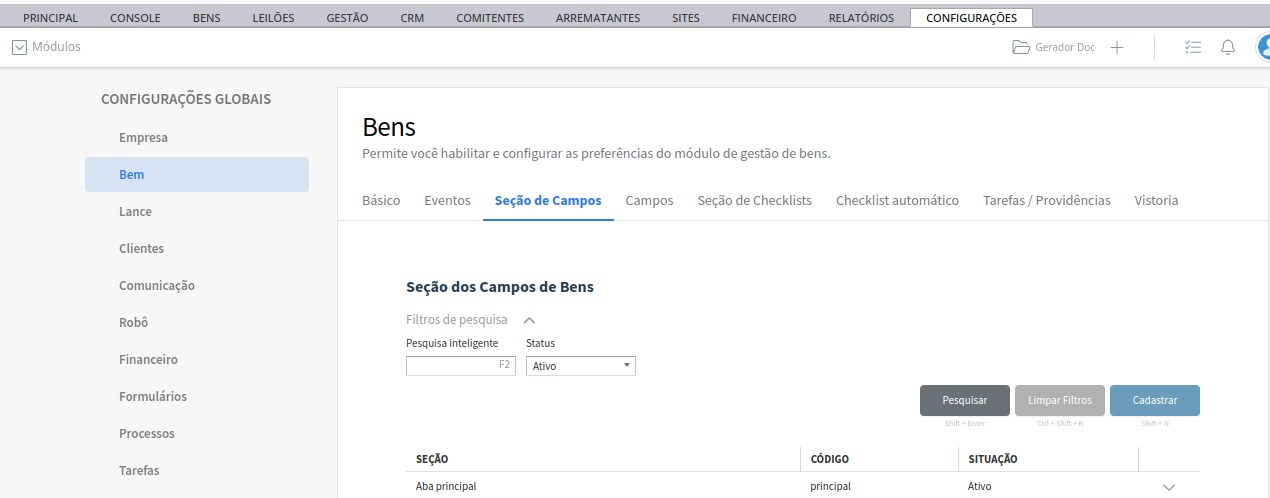 PRINCIPAL CONSOLE BENS LEILÕES GESTÃO CRM COMITENTES ARREMATANTES SITES FINANCEIRO RELATÓRIOS CONFIGURAÇÕES
Módulos Gerador Doc
CONFIGURAÇÕES GLOBAIS
Empresa
Bem
Lance
Clientes
Comunicação
Robô
Financeiro
Formulários
Processos
Tarefas
Bens
Permite você habilitar e configurar as preferências do módulo de gestão de bens.
Básico Eventos Seção de Campos Campos Seção de Checklists Checklist automático Tarefas / Providências Vistoria
Seção dos Campos de Bens
Filtros de pesquisa
Pesquisa inteligente Status
F2 Ativo
Pesquisar Limpar Filtros Cadastrar
Shift + Enter Ctrl + Shift + R Shift + N
SEÇÃO CÓDIGO SITUAÇÃO
Aba principal principal Ativo